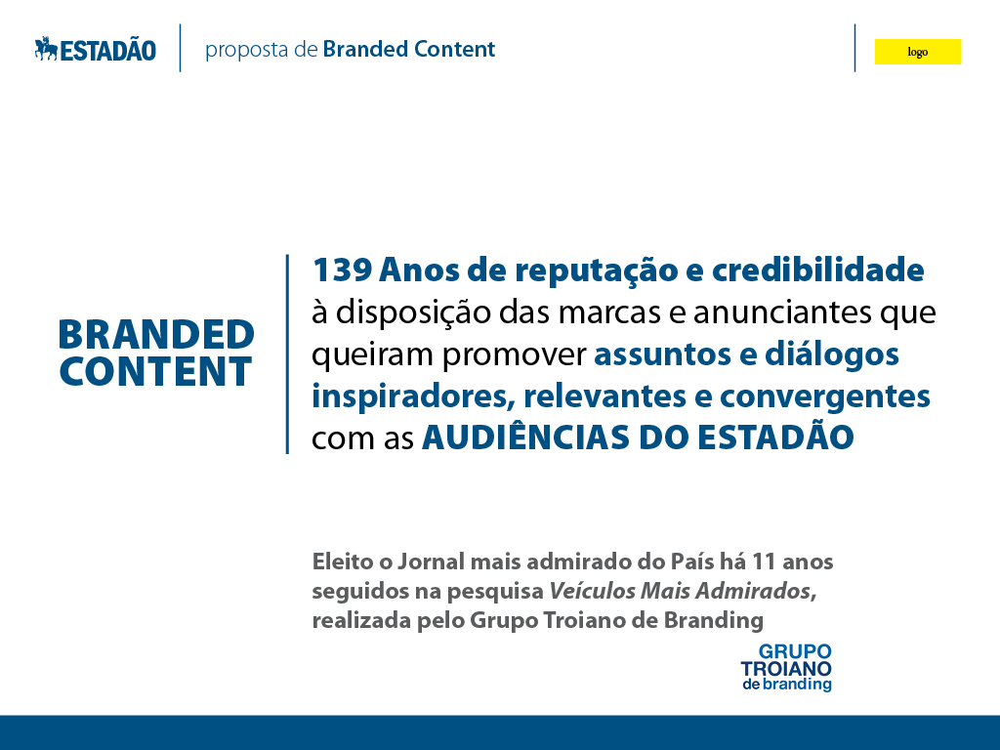 ESTADÃO
proposta de Branded Content
logo
BRANDED
CONTENT
139 Anos de reputação e credibilidade
à disposição das marcas e anunciantes que
queiram promover assuntos e diálogos
inspiradores, relevantes e convergentes
com as AUDIÊNCIAS DO ESTADÃO
Eleito o Jornal mais admirado do País há 11 anos
seguidos na pesquisa Veículos Mais Admirados,
realizada pelo Grupo Troiano de Branding
GRUPO
TROIANO
de branding